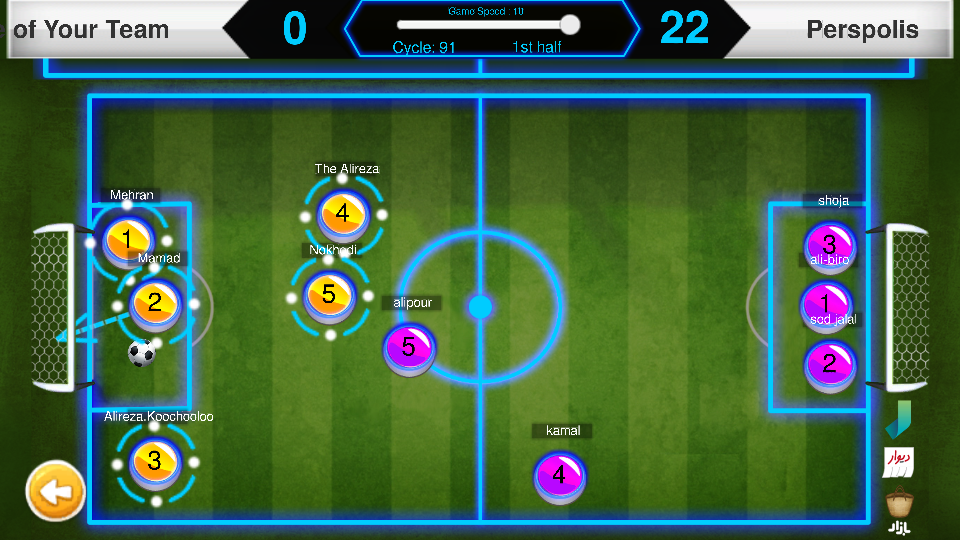 of Your Team
0
Game Speed : 10
Cycle: 91
1st half
22
Perspolis
The Alireza
4
Mehran
1
Mamad
2
Nokhodi
5
alipour
5
shoja
3
ali-biro
1
sed jalal
2
Alireza.Koochooloo
3
kamal
4
دیوار
بازار